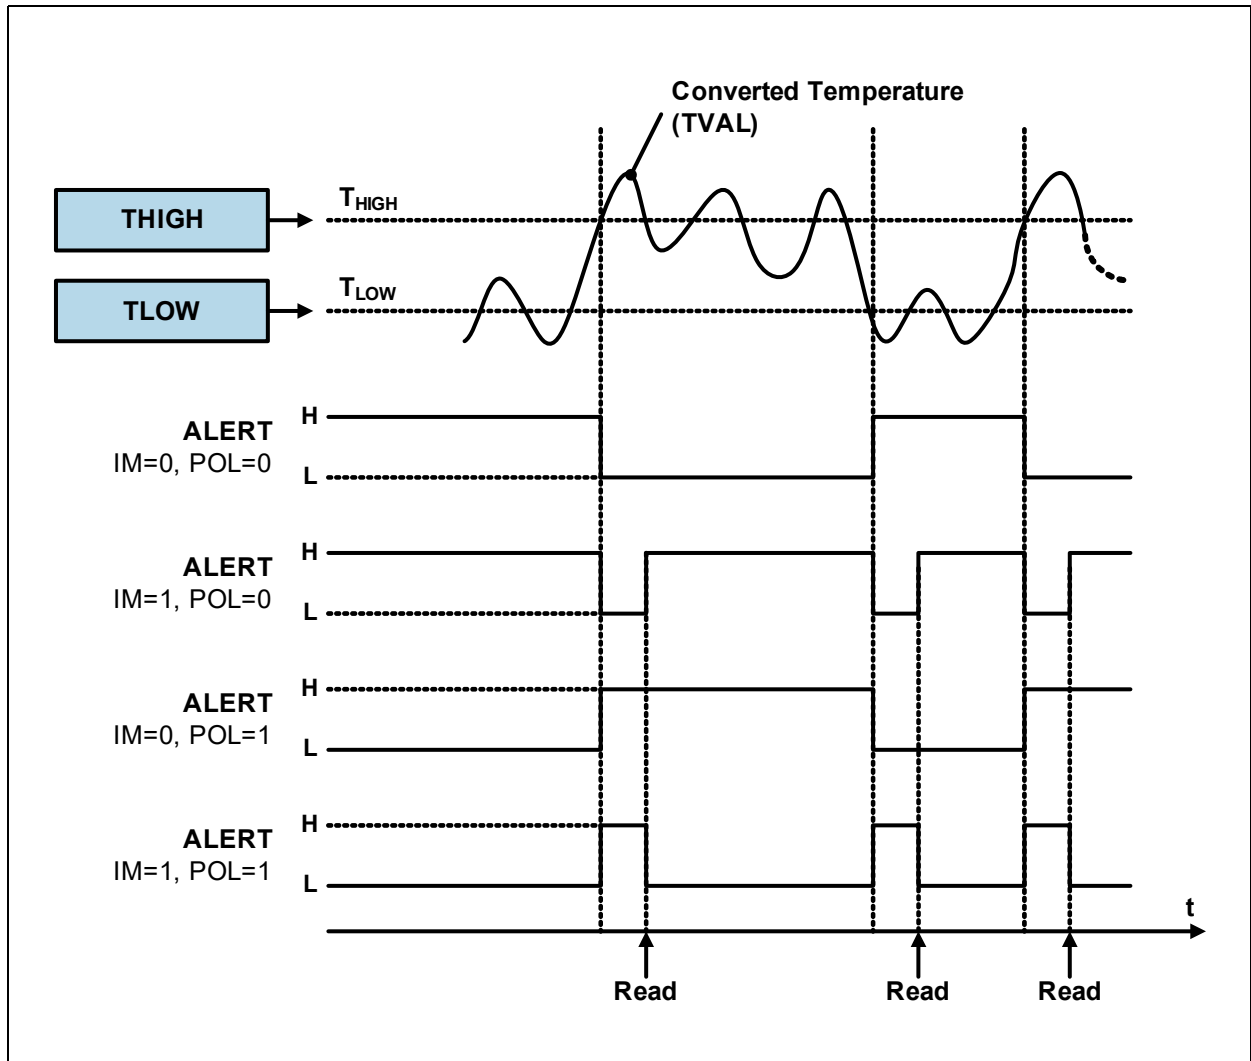 Converted Temperature
(TVAL)
THIGH
THIGH
TLOW
TLOW
ALERT
IM=0, POL=0
H
L
ALERT
IM=1, POL=0
H
L
ALERT
IM=0, POL=1
H
L
ALERT
IM=1, POL=1
H
L
t
Read
Read
Read